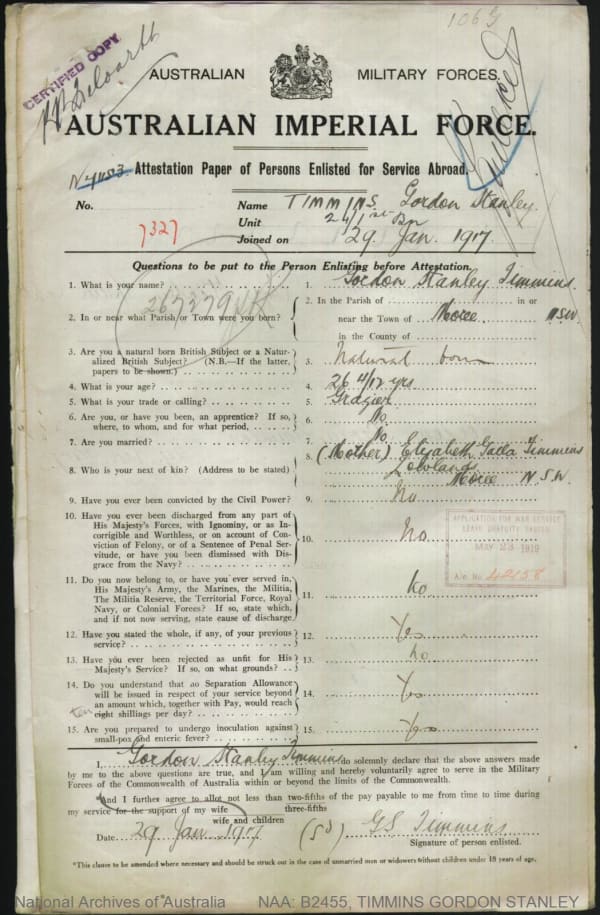 106 G
CERTIFIED COPY
AUSTRALIAN MILITARY FORCES.
AUSTRALIAN IMPERIAL FORCE.
Attestation Paper of Persons Enlisted for Service Abroad.
No. 7327 Name TIMMINS Gordon Stanley.
Unit 24/1st Bn
Joined on 29. Jan. 1917.
Questions to be put to the Person Enlisting before Attestation.
1. What is your name? 1. Gordon Stanley Timmins.
2. In or near what Parish or Town were you born? 2. In the Parish of in or
near the Town of Moree NSW
in the County of
3. Are you a natural born British Subject or a Natu-
ralized British Subject? (N.B.—If the latter,
papers to be shown.) 3. Natural born
4. What is your age? 4. 26 4/12 yrs
5. What is your trade or calling? 5. Grazier
6. Are you, or have you been, an apprentice? If so,
where, to whom, and for what period, 6. No
7. Are you married? 7. No
8. Who is your next of kin? (Address to be stated) 8. (Mother) Elizabeth Timmins
Moree N.S.W.
9. Have you ever been convicted by the Civil Power? 9. No
10. Have you ever been discharged from any part of
His Majesty's Forces, with Ignominy, or as In-
corrigible and Worthless, or on account of Con-
viction of Felony, or of a Sentence of Penal Ser-
vitude, or have you been dismissed with Dis-
grace from the Navy? 10. No
APPLICATION FOR WAR SERVICE
LEAVE GRATUITY
MAY 23 1919
A/c No.
11. Do you now belong to, or have you ever served in,
His Majesty's Army, the Marines, the Militia,
The Militia Reserve, the Territorial Force, Royal
Navy, or Colonial Forces? If so, state which,
and if not now serving, state cause of discharge 11. No
12. Have you stated the whole, if any, of your previous
service? 12. Yes
13. Have you ever been rejected as unfit for His
Majesty's Service? If so, on what grounds? 13. No
14. Do you understand that no Separation Allowance
will be issued in respect of your service beyond
an amount which, together with Pay, would reach
ten eight shillings per day? 14. Yes
15. Are you prepared to undergo inoculation against
small-pox and enteric fever? 15. Yes
I, Gordon Stanley Timmins do solemnly declare that the above answers made
by me to the above questions are true, and I am willing and hereby voluntarily agree to serve in the Military
Forces of the Commonwealth of Australia within or beyond the limits of the Commonwealth.
*And I further agree to allot not less than two-fifths of the pay payable to me from time to time during
three-fifths
my service for the support of my wife
wife and children
Date 29 Jan 1917 (Sd) G S Timmins
Signature of person enlisted.
*This clause to be amended where necessary and should be struck out in the case of unmarried men or widowers without children under 18 years of age.
National Archives of Australia NAA: B2455, TIMMINS GORDON STANLEY